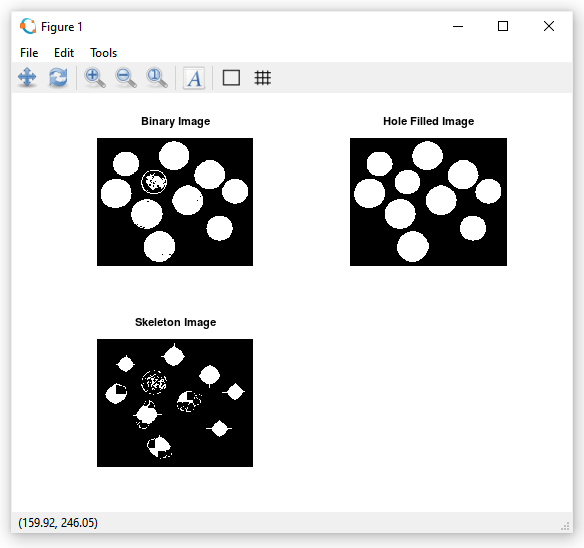 Figure 1
File Edit Tools
A
Binary Image
Hole Filled Image
Skeleton Image
(159.92, 246.05)